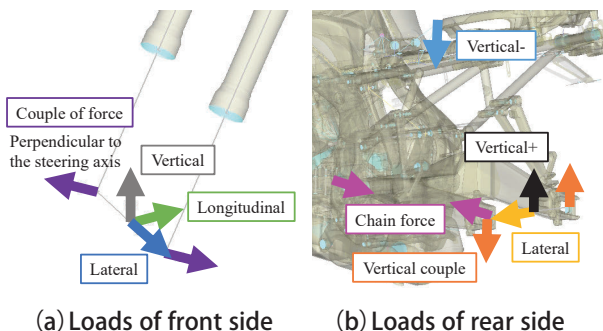 Couple of force
Perpendicular to
the steering axis
Vertical
Longitudinal
Lateral
(a) Loads of front side
Vertical-
Vertical+
Chain force
Lateral
Vertical couple
(b) Loads of rear side